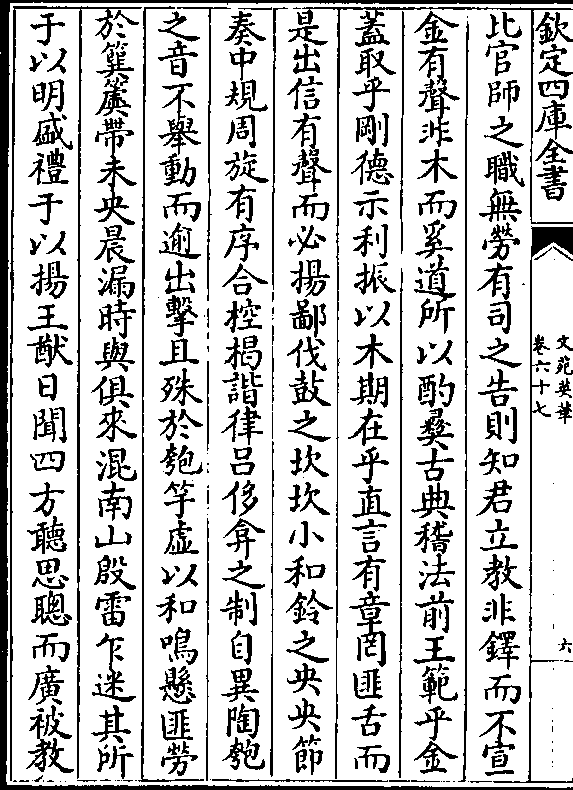 欽定四庫全書
文苑英華
卷六十七
六
比官師之職無勞有司之告則知君立教非鐸而不宣
金有聲非木而奚道所以酌彝古典稽法前王範乎金
蓋取乎剛德示利振以木期在乎直言有章罔匪舌而
是出信有聲而必揚鄙伐鼓之坎坎小和鈴之央央節
奏中規周旋有序合椌楬諧律呂侈弇之制自異陶匏
之音不舉動而逾出擊且殊於匏竽虛以和鳴懸匪勞
於簨簴帶未央晨漏時與俱來混南山殷雷乍迷其所
于以明盛禮于以揚王猷日聞四方聽思聰而廣被教